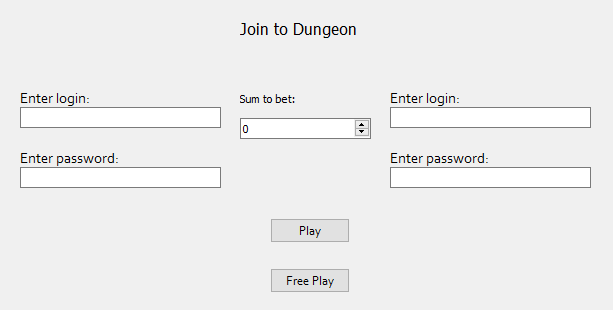 Join to Dungeon
Enter login:
Sum to bet:
Enter login:
0
Enter password:
Enter password:
Play
Free Play